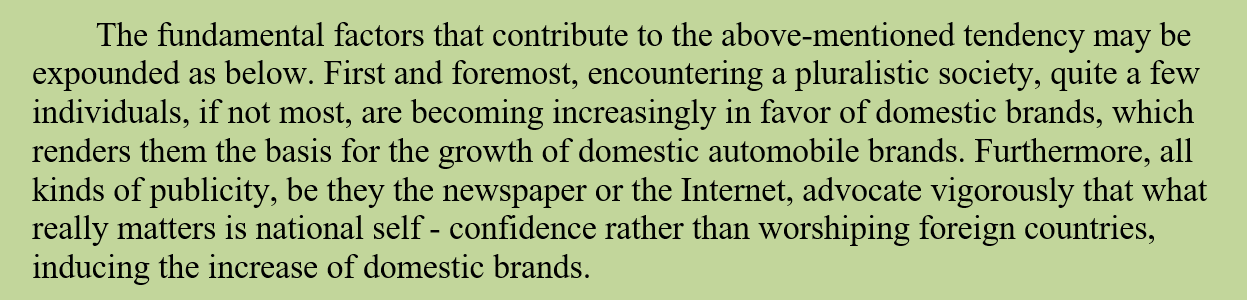 The fundamental factors that contribute to the above-mentioned tendency may be
expounded as below. First and foremost, encountering a pluralistic society, quite a few
individuals, if not most, are becoming increasingly in favor of domestic brands, which
renders them the basis for the growth of domestic automobile brands. Furthermore, all
kinds of publicity, be they the newspaper or the Internet, advocate vigorously that what
really matters is national self - confidence rather than worshiping foreign countries,
inducing the increase of domestic brands.